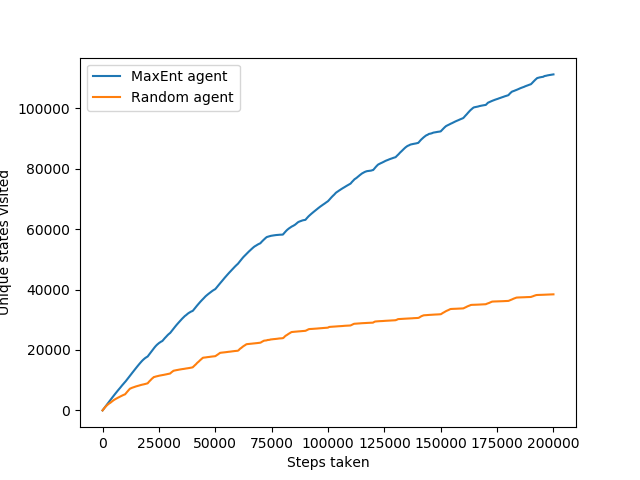 MaxEnt agent
Random agent
100000
80000
60000
40000
20000
0
Unique states visited
0 25000 50000 75000 100000 125000 150000 175000 200000
Steps taken